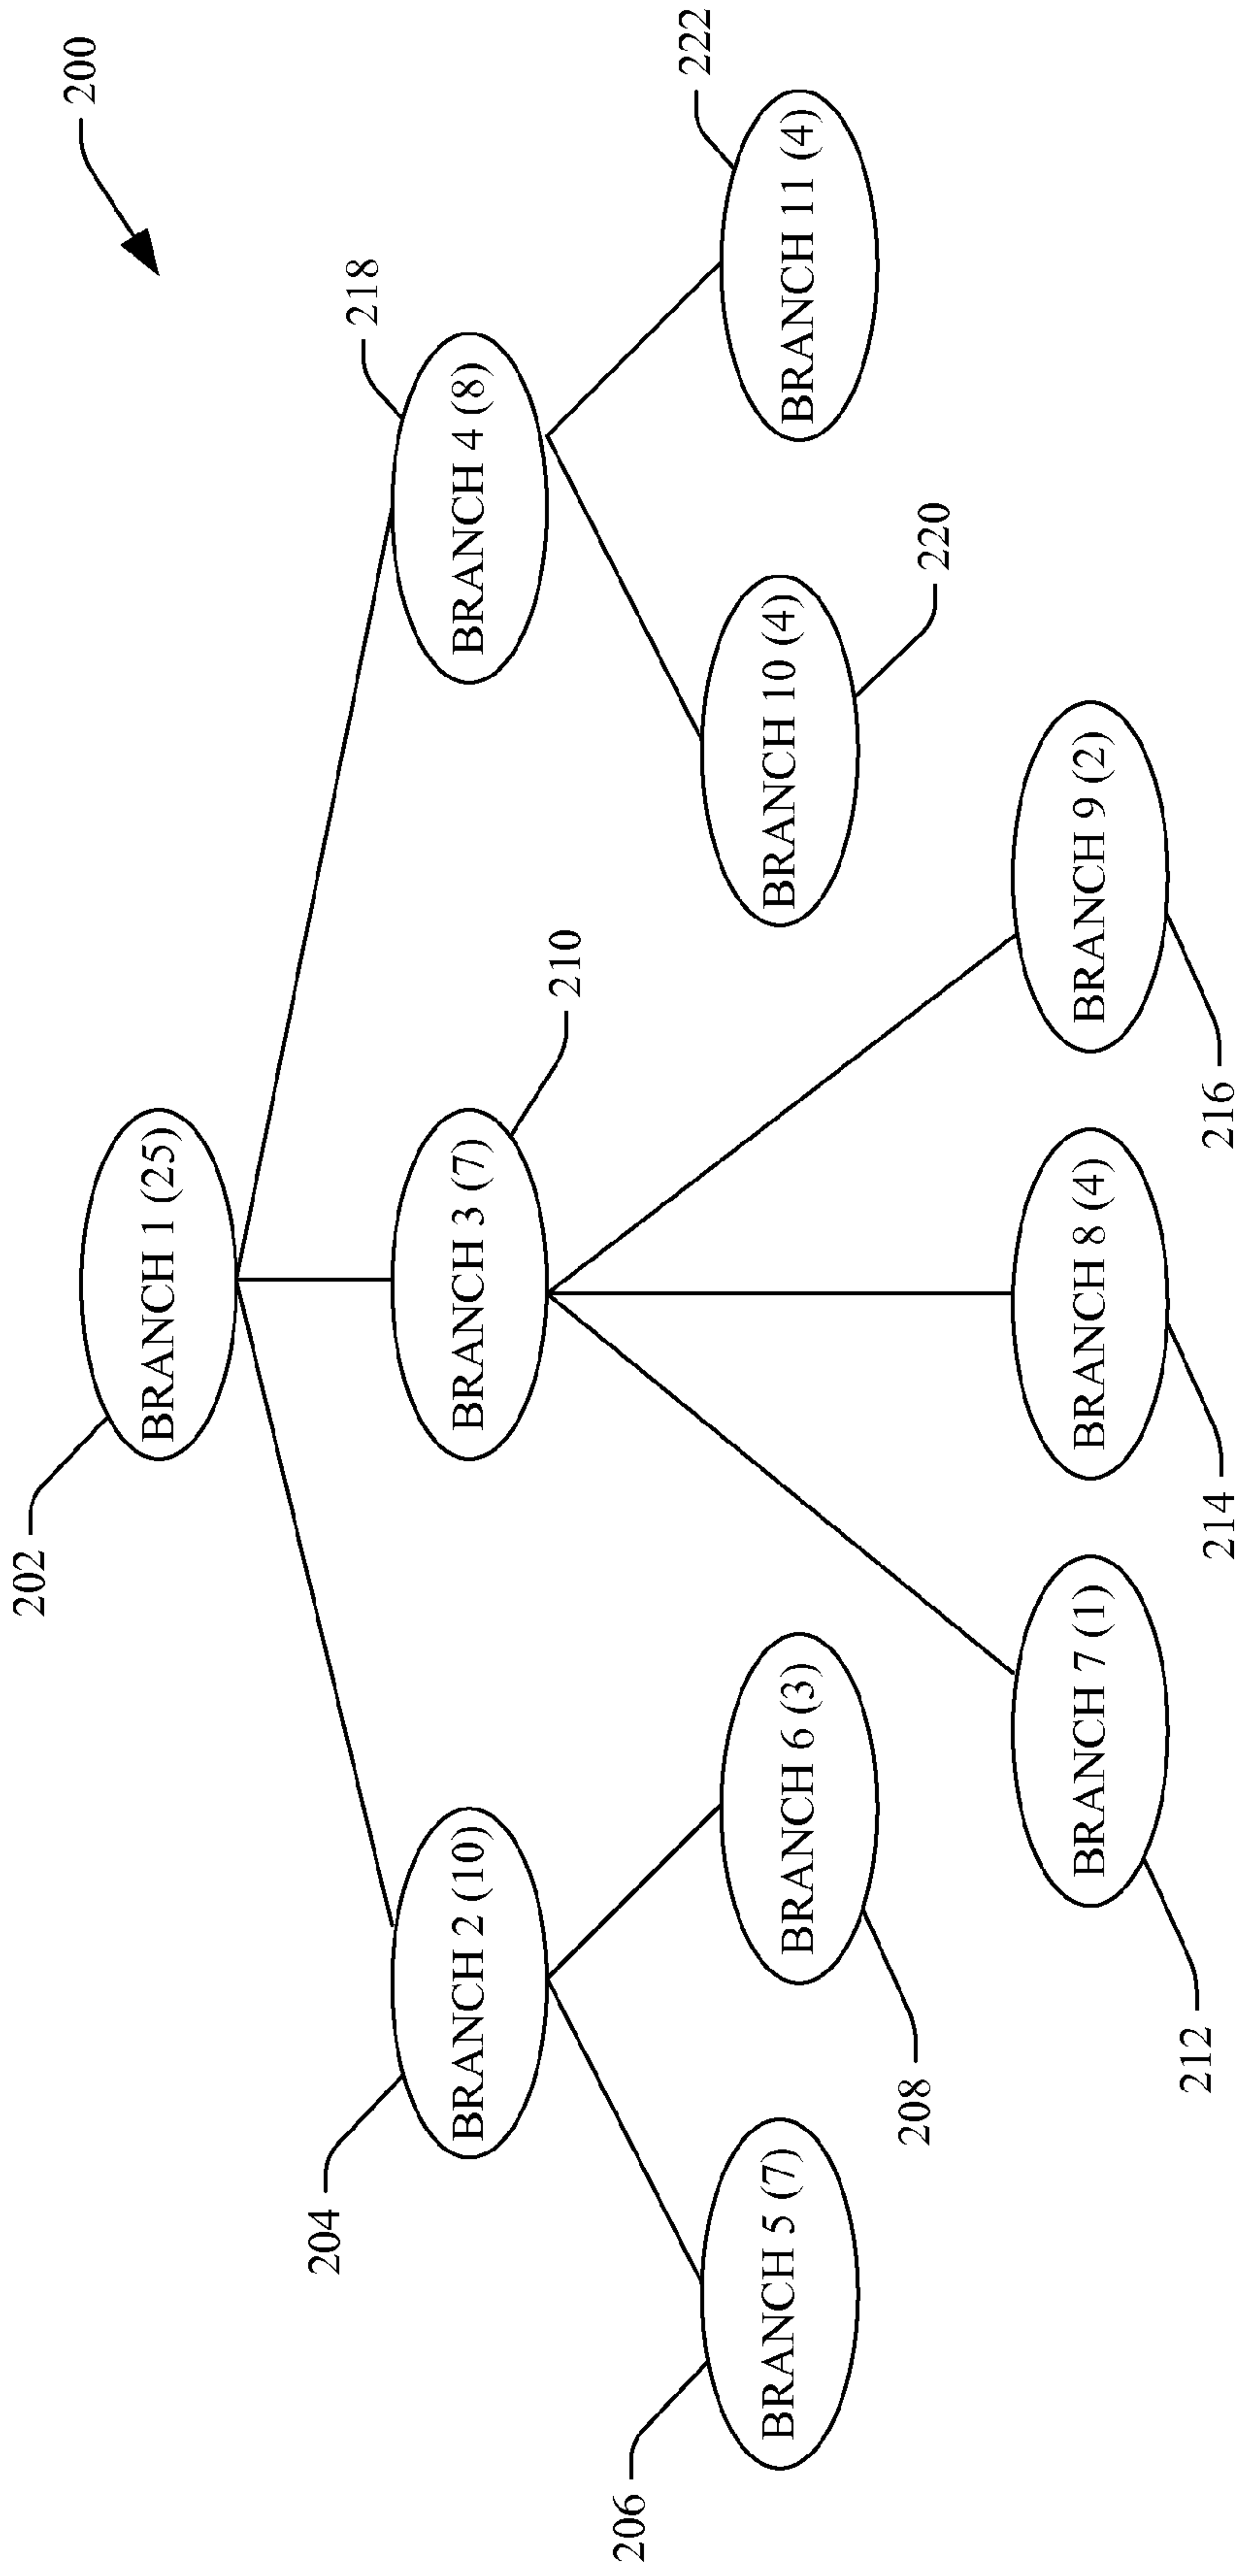 200
202
BRANCH 1 (25)
204
BRANCH 2 (10)
210
BRANCH 3 (7)
218
BRANCH 4 (8)
206
BRANCH 5 (7)
208
BRANCH 6 (3)
220
BRANCH 10 (4)
222
BRANCH 11 (4)
212
BRANCH 7 (1)
214
BRANCH 8 (4)
216
BRANCH 9 (2)